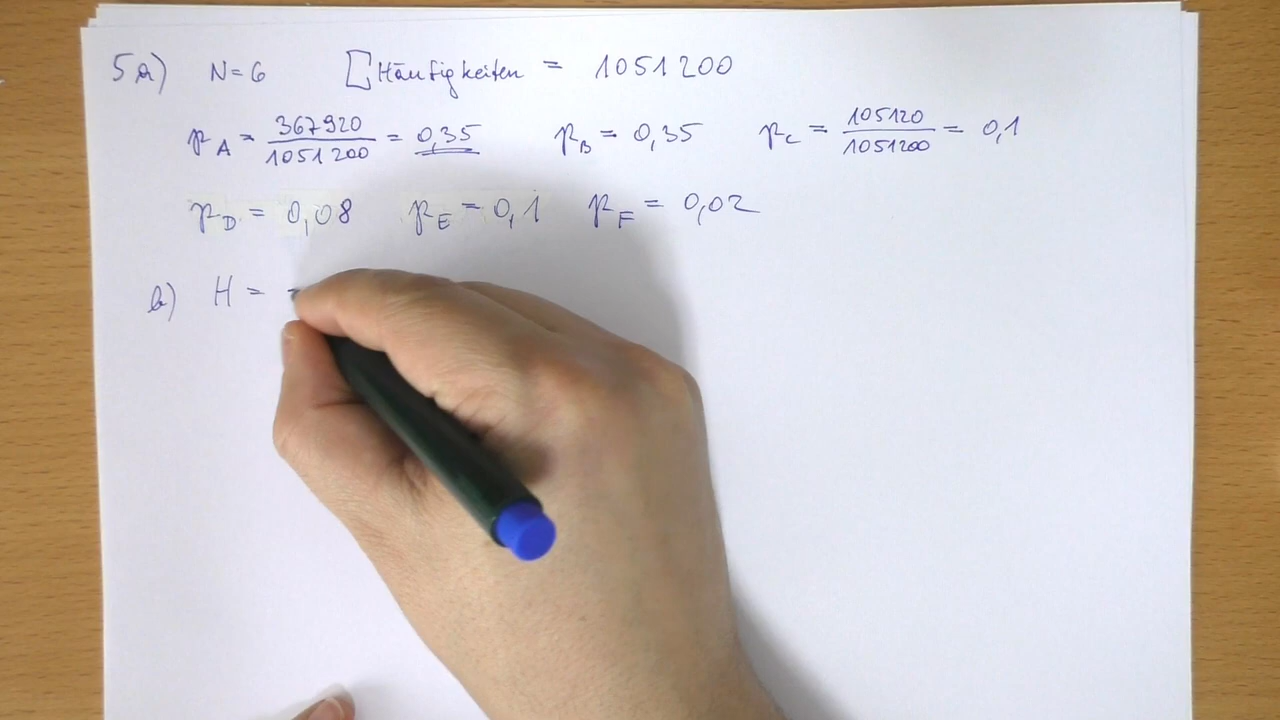 5a) N=6 ΣHäufigkeiten = 1051200
p_A = 367920/1051200 = 0,35 p_B = 0,35 p_C = 105120/1051200 = 0,1
p_D = 0,08 p_E = 0,1 p_F = 0,02
b) H = -